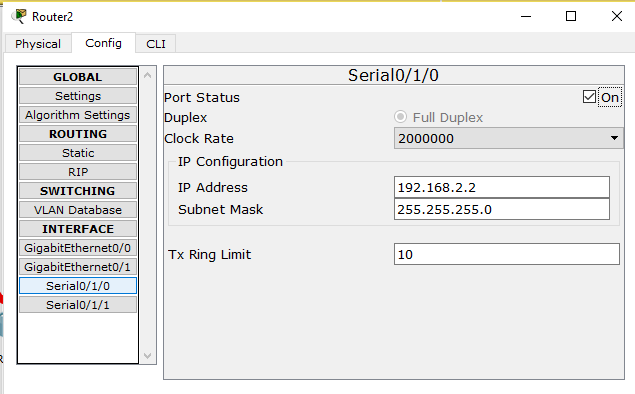 Router2
Physical Config CLI
GLOBAL
Settings
Algorithm Settings
ROUTING
Static
RIP
SWITCHING
VLAN Database
INTERFACE
GigabitEthernet0/0
GigabitEthernet0/1
Serial0/1/0
Serial0/1/1
Serial0/1/0
Port Status On
Duplex Full Duplex
Clock Rate 2000000
IP Configuration
IP Address 192.168.2.2
Subnet Mask 255.255.255.0
Tx Ring Limit 10